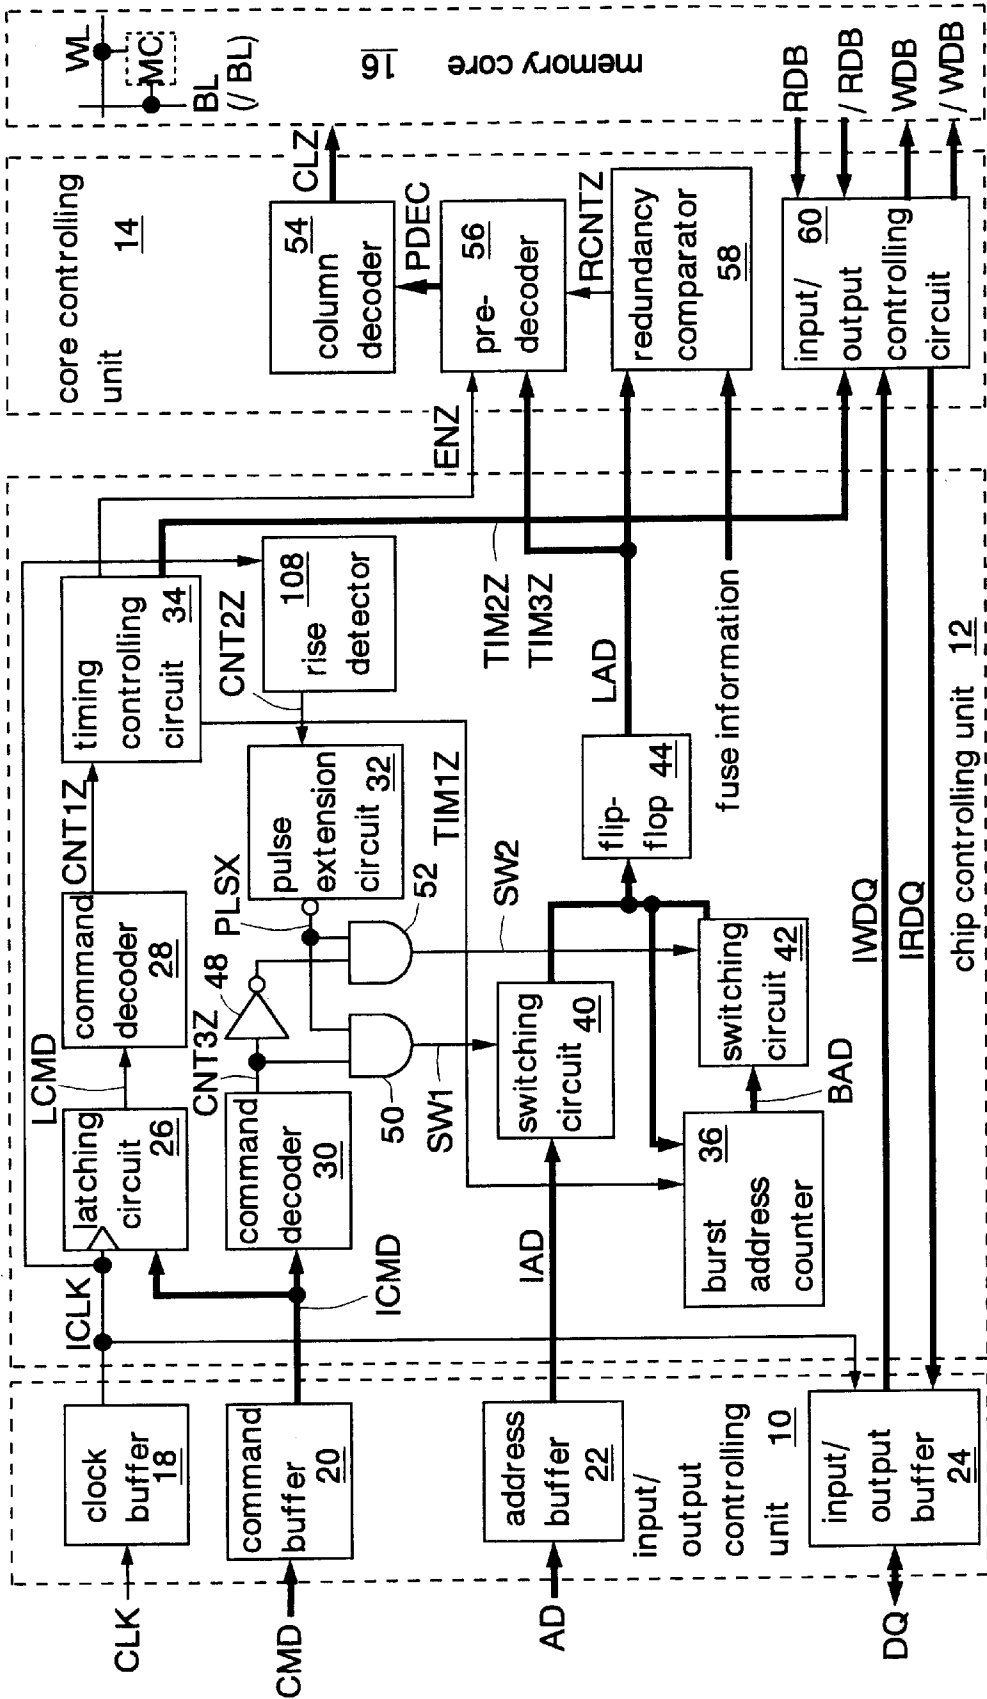 CLK
CMD
AD
DQ
clock
buffer
18
command
buffer
20
address
buffer
22
input/
output
controlling
unit 10
input/
output
buffer
24
ICLK
ICMD
IAD
latching
circuit
26
LCMD
command
decoder
28
CNT1Z
timing
controlling
circuit
34
command
decoder
30
CNT3Z
48
PLSX
pulse
extension
circuit
32
CNT2Z
108
rise
detector
50
52
SW1
SW2
TIM1Z
switching
circuit
40
burst
address
counter
36
BAD
switching
circuit
42
flip-
flop
44
LAD
TIM2Z
TIM3Z
fuse information
IWDQ
IRDQ
chip controlling unit 12
ENZ
core controlling
unit
14
column
decoder
54
CLZ
PDEC
pre-
decoder
56
RCNTZ
redundancy
comparator
58
input/
output
controlling
circuit
60
WL
MC
BL
(/ BL)
memory core 16
RDB
/ RDB
WDB
/ WDB